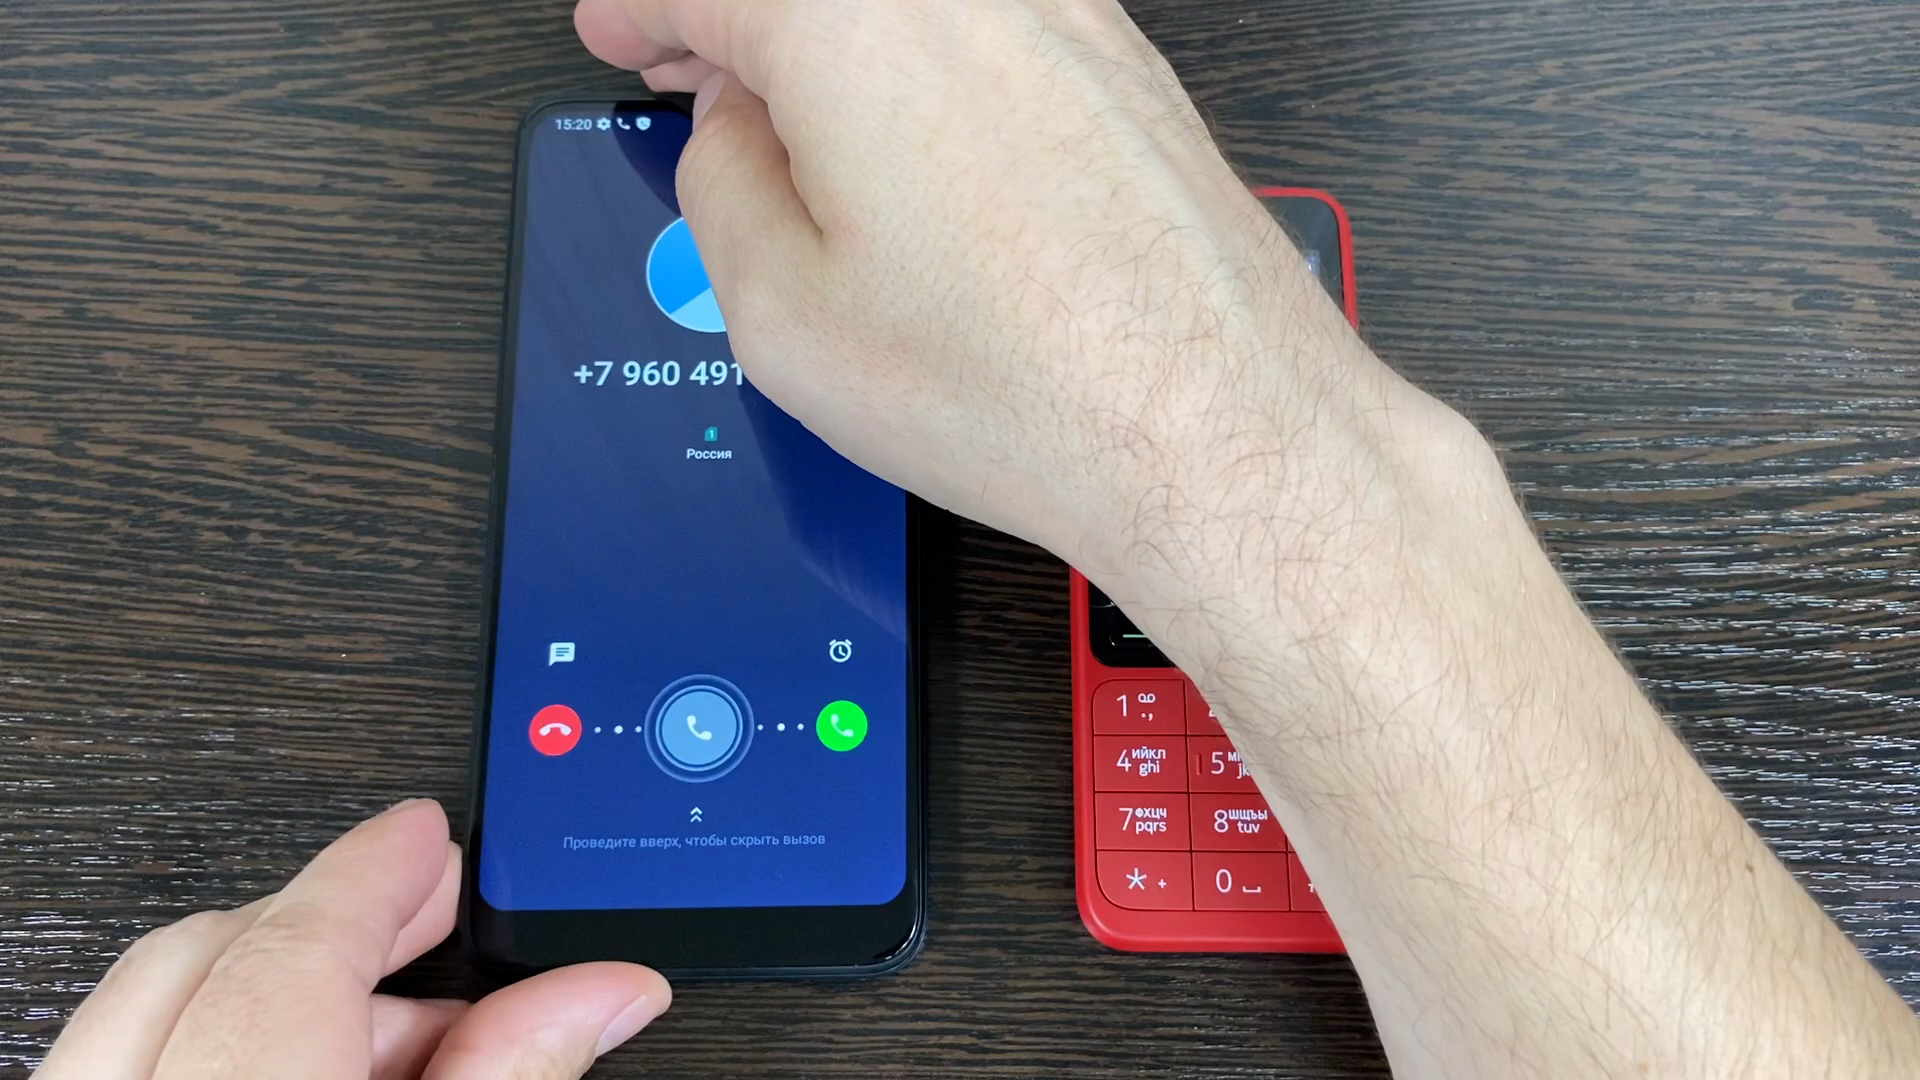 15:20
+7 960 491
1
Россия
Проведите вверх, чтобы скрыть вызов
1 .,
4 ийкл ghi
5
7 фхцч pqrs
8 шщъы tuv
* +
0